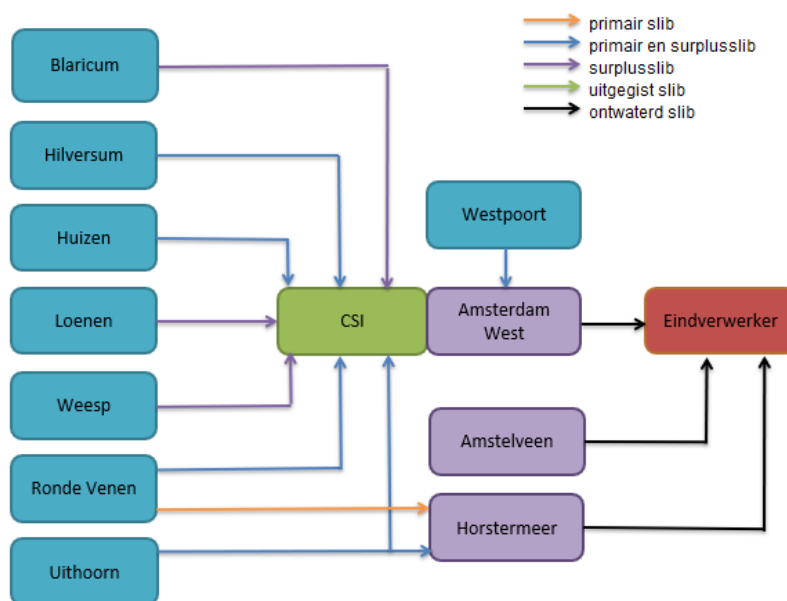 primair slib
primair en surplusslib
surplusslib
uitgegist slib
ontwaterd slib
Blaricum
Hilversum
Huizen
Loenen
Weesp
Ronde Venen
Uithoorn
CSI
Westpoort
Amsterdam
West
Amstelveen
Horstermeer
Eindverwerker